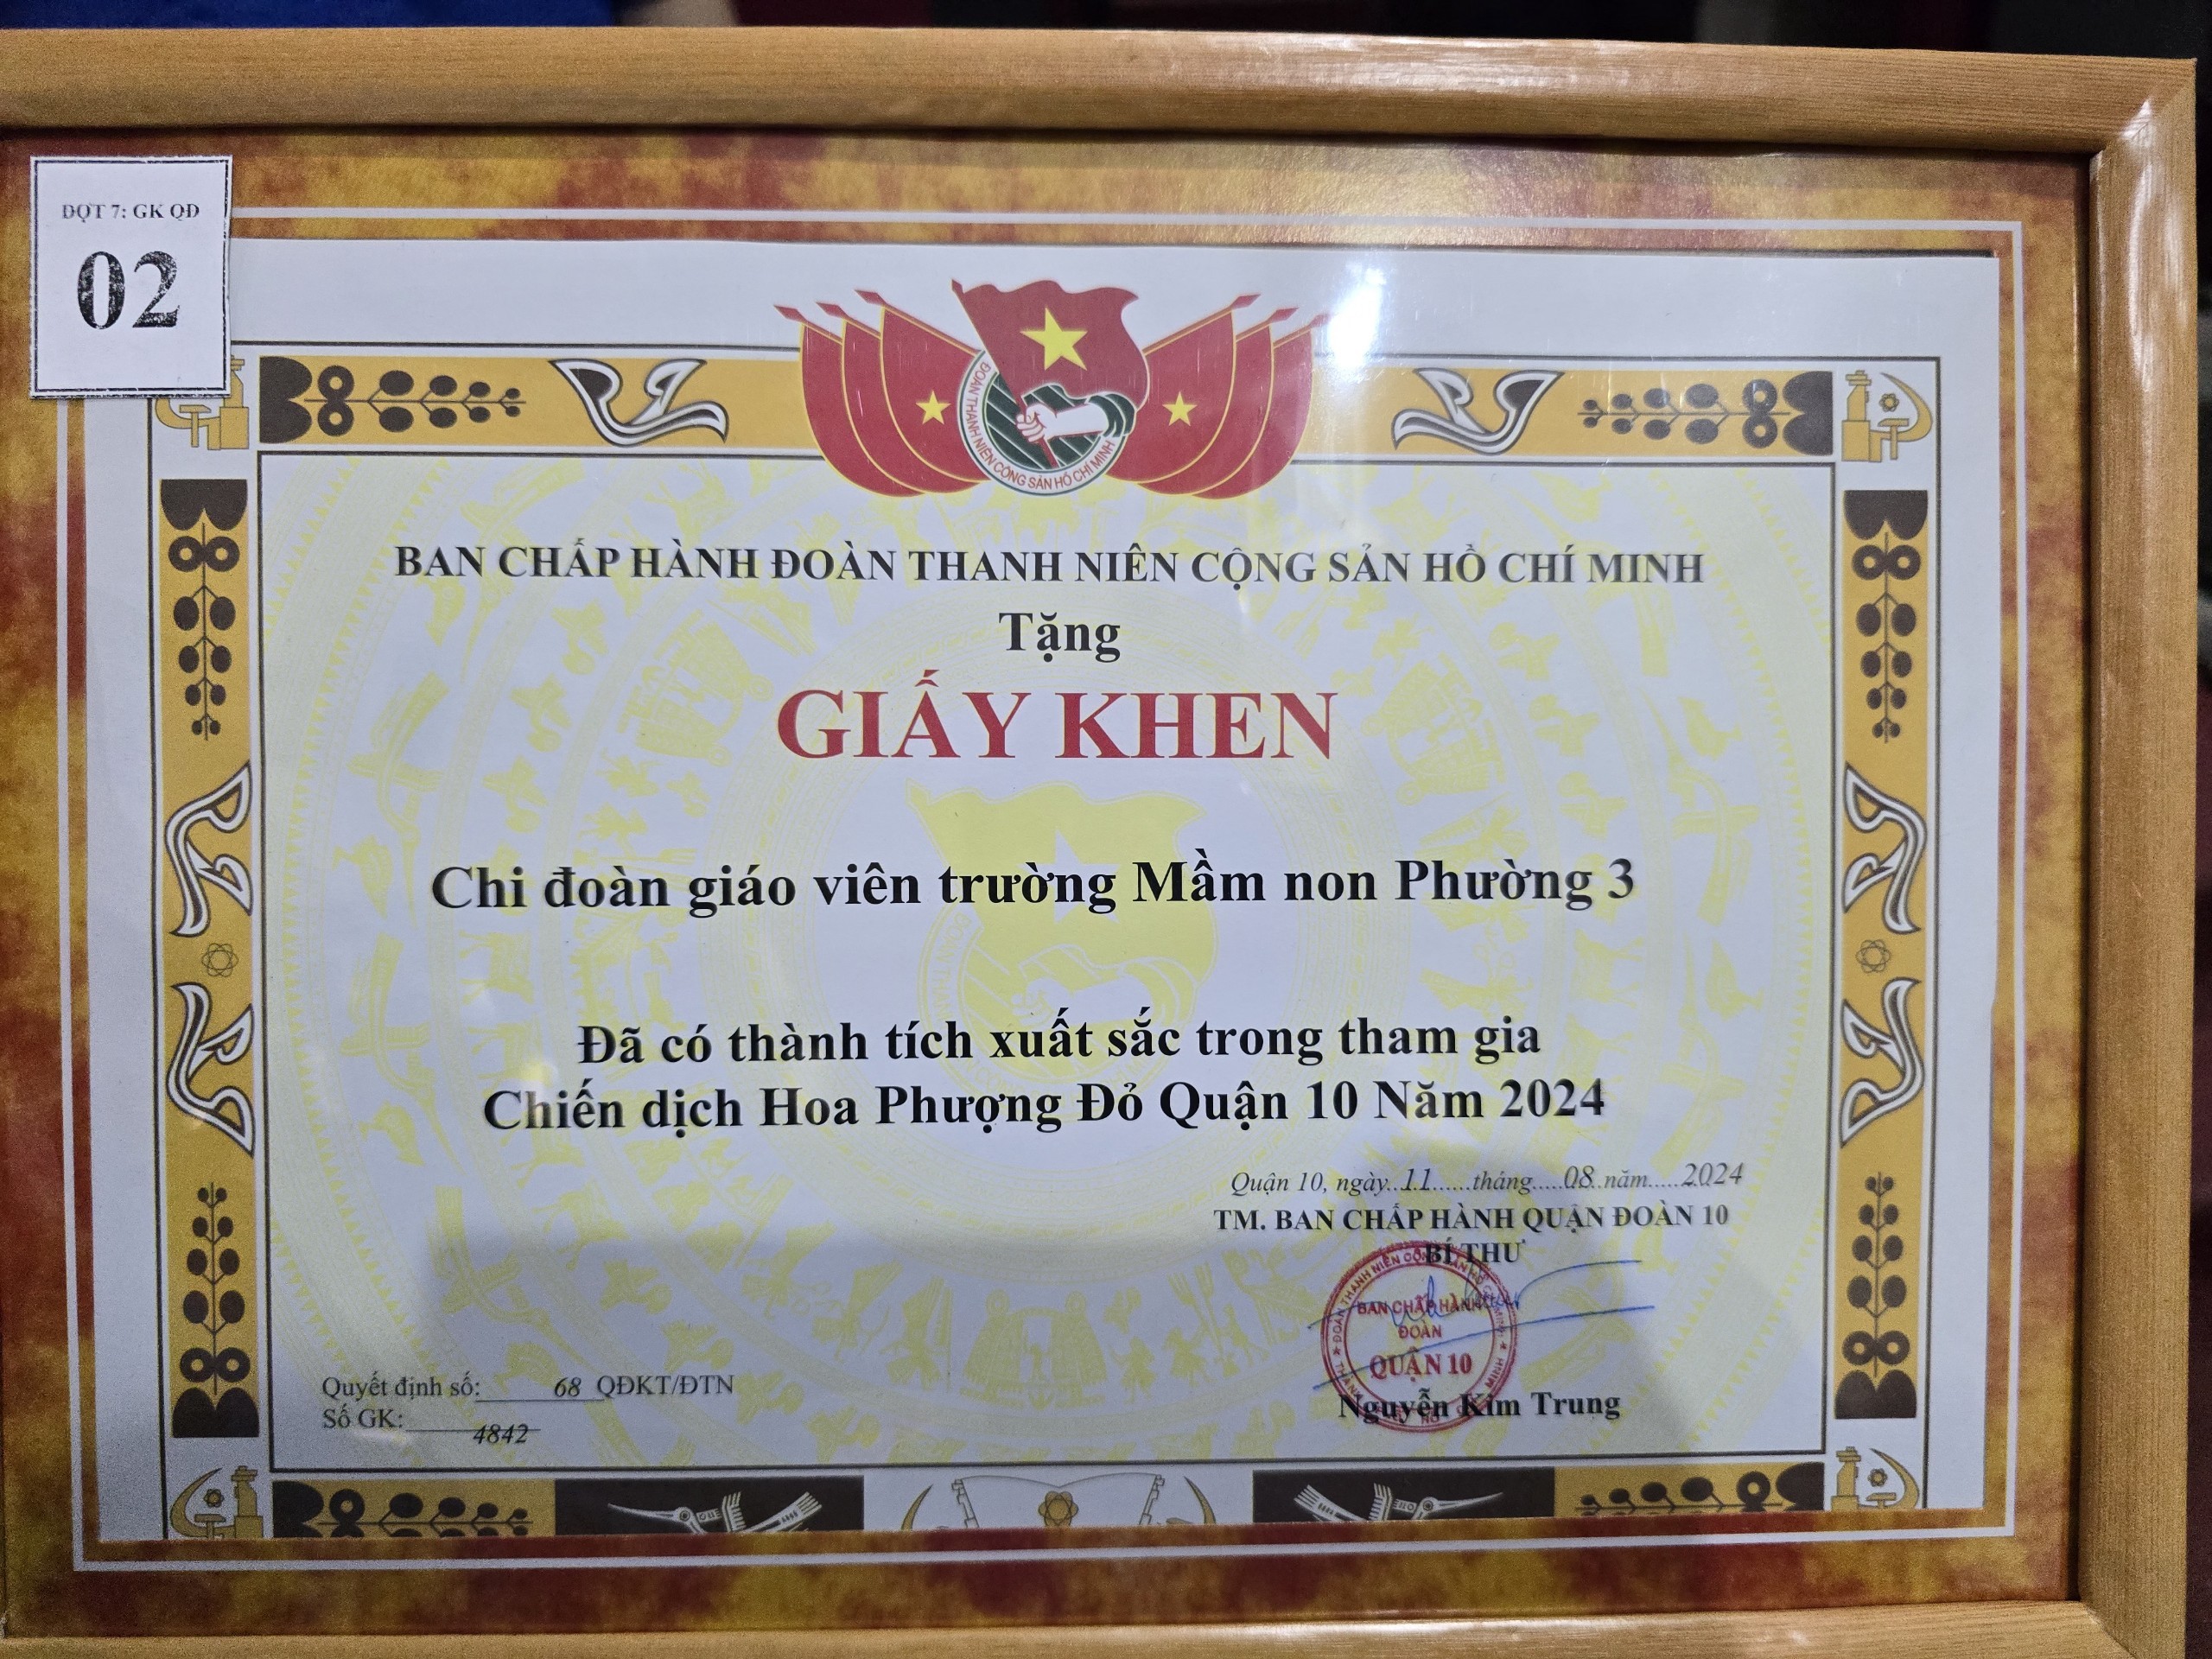 ĐỢT 7: GK QĐ
02
ĐOÀN THANH NIÊN CỘNG SẢN HỒ CHÍ MINH
BAN CHẤP HÀNH ĐOÀN THANH NIÊN CỘNG SẢN HỒ CHÍ MINH
Tặng
GIẤY KHEN
Chi đoàn giáo viên trường Mầm non Phường 3
Đã có thành tích xuất sắc trong tham gia
Chiến dịch Hoa Phượng Đỏ Quận 10 Năm 2024
Quận 10, ngày..11......tháng.....08..năm.....2024
TM. BAN CHẤP HÀNH QUẬN ĐOÀN 10
BÍ THƯ
BAN CHẤP HÀNH
ĐOÀN
QUẬN 10
Nguyễn Kim Trung
Quyết định số: 68 QĐKT/ĐTN
Số GK: 4842